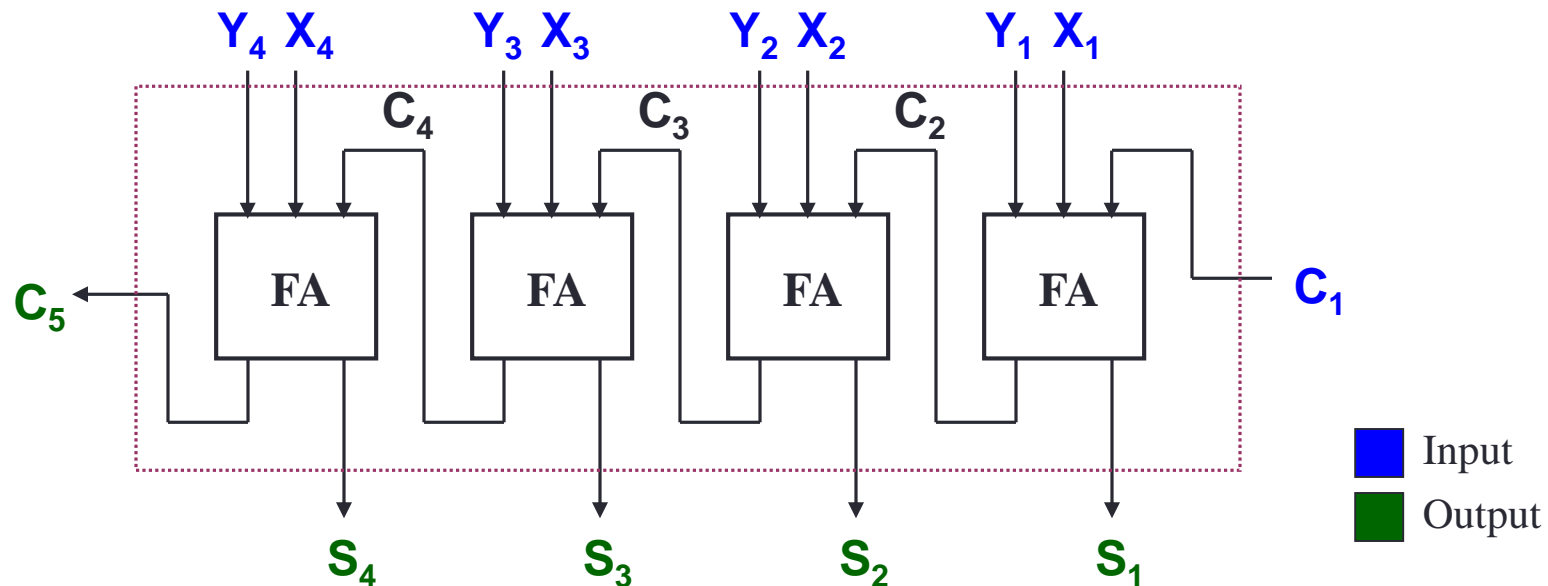 Y₄ X₄ Y₃ X₃ Y₂ X₂ Y₁ X₁
C₄ C₃ C₂
FA FA FA FA
C₅ C₁
Input
Output
S₄ S₃ S₂ S₁